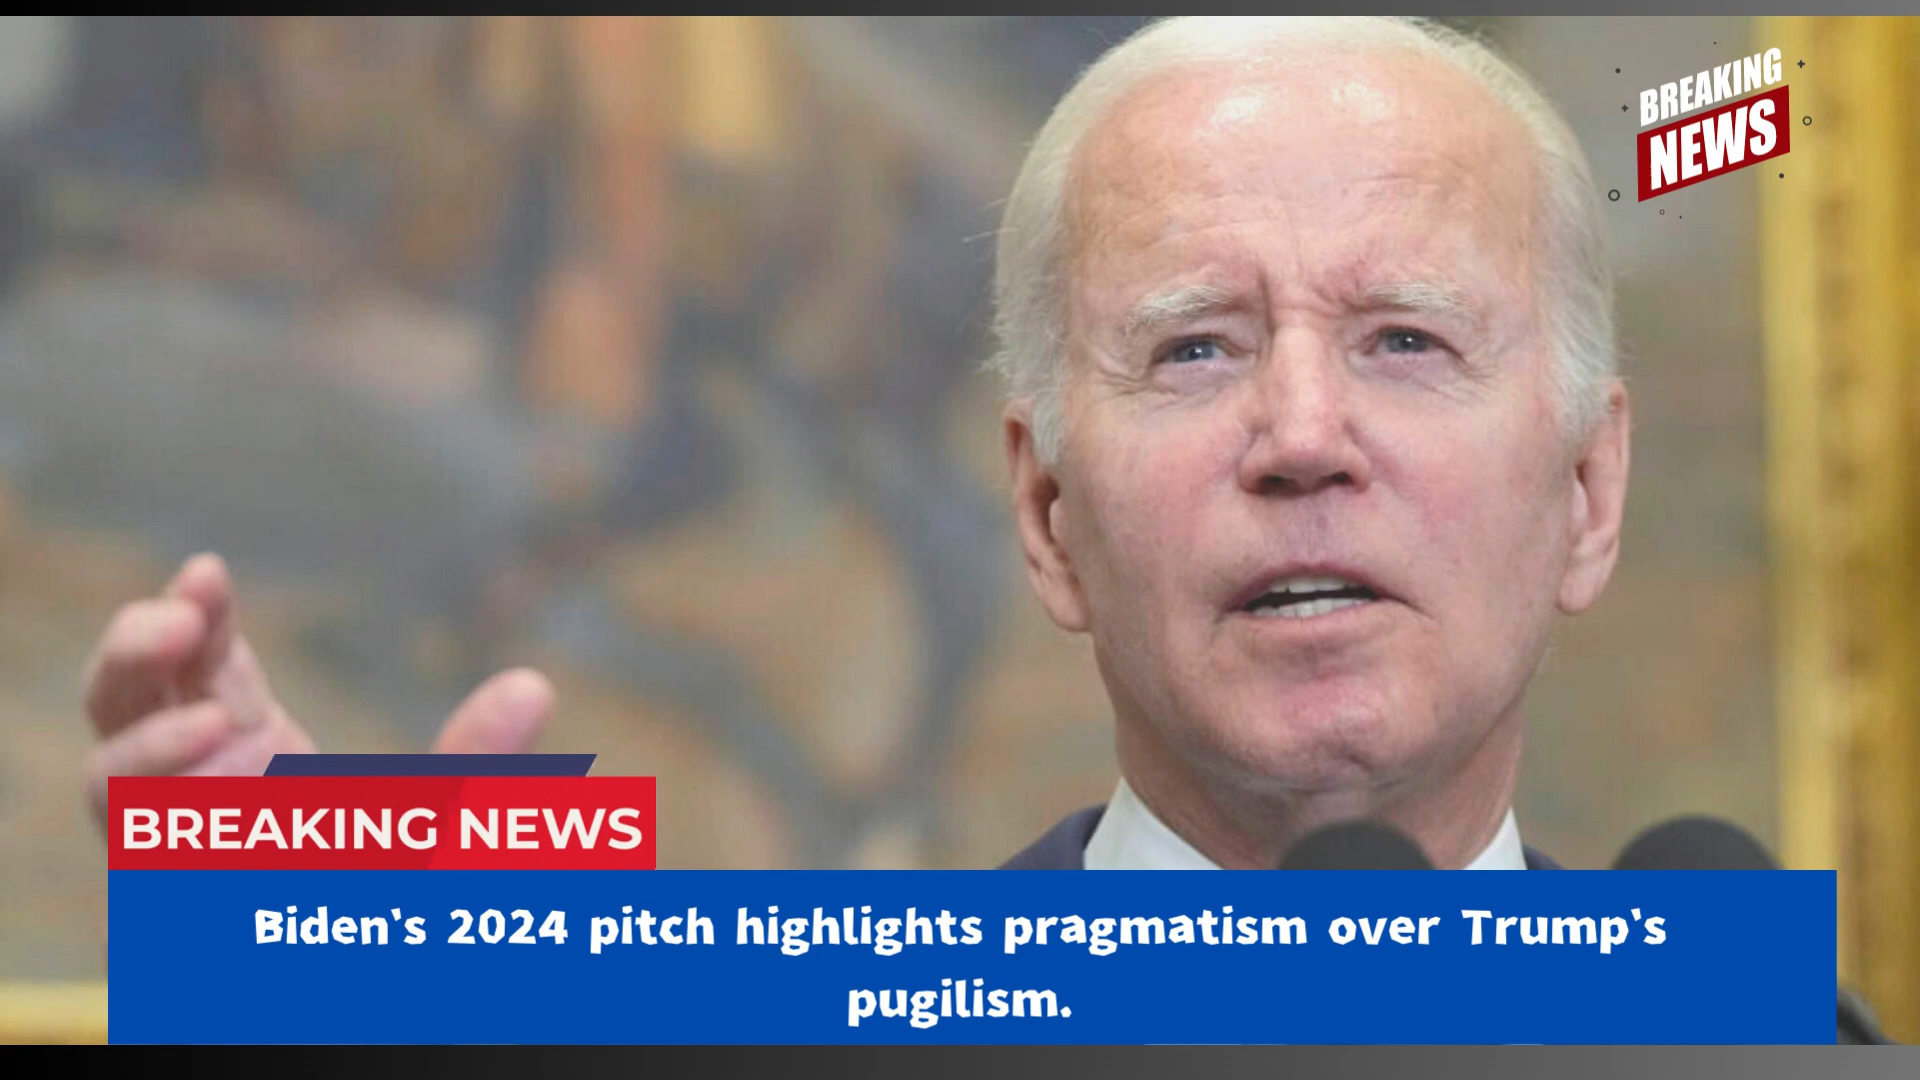 BREAKING
NEWS
BREAKING NEWS
Biden's 2024 pitch highlights pragmatism over Trump's
pugilism.